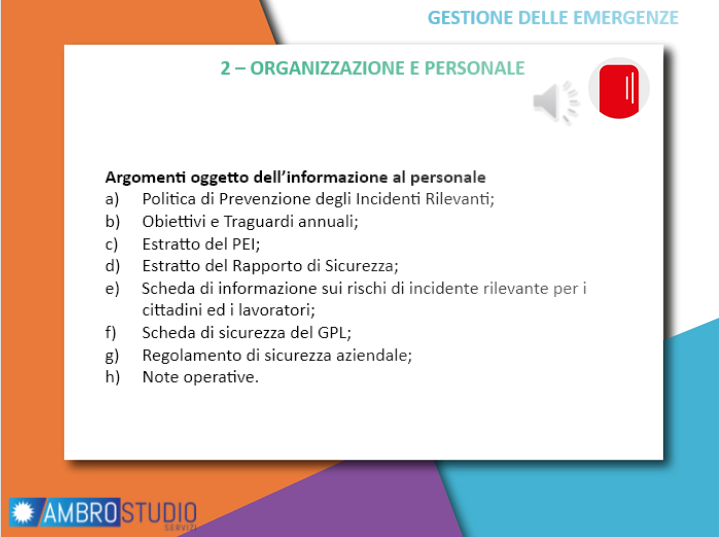 GESTIONE DELLE EMERGENZE
2 – ORGANIZZAZIONE E PERSONALE
Argomenti oggetto dell’informazione al personale
a) Politica di Prevenzione degli Incidenti Rilevanti;
b) Obiettivi e Traguardi annuali;
c) Estratto del PEI;
d) Estratto del Rapporto di Sicurezza;
e) Scheda di informazione sui rischi di incidente rilevante per i
cittadini ed i lavoratori;
f) Scheda di sicurezza del GPL;
g) Regolamento di sicurezza aziendale;
h) Note operative.
AMBROSTUDIO
SERVIZI